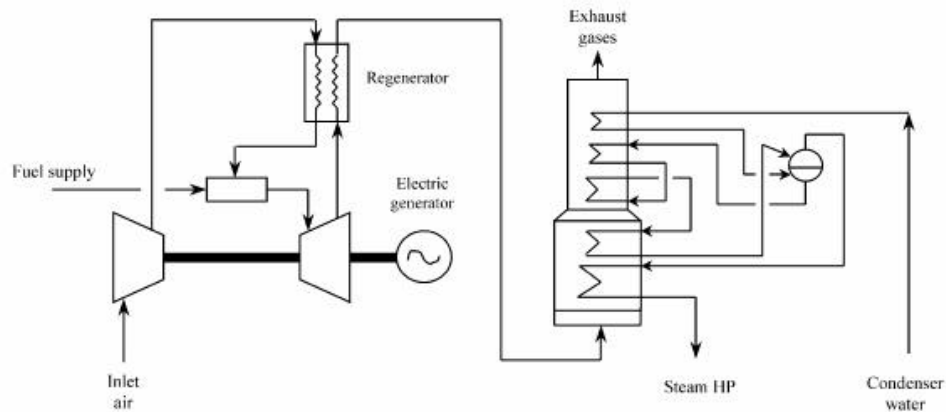 Exhaust
gases
Regenerator
Fuel supply
Electric
generator
Inlet
air
Steam HP
Condenser
water